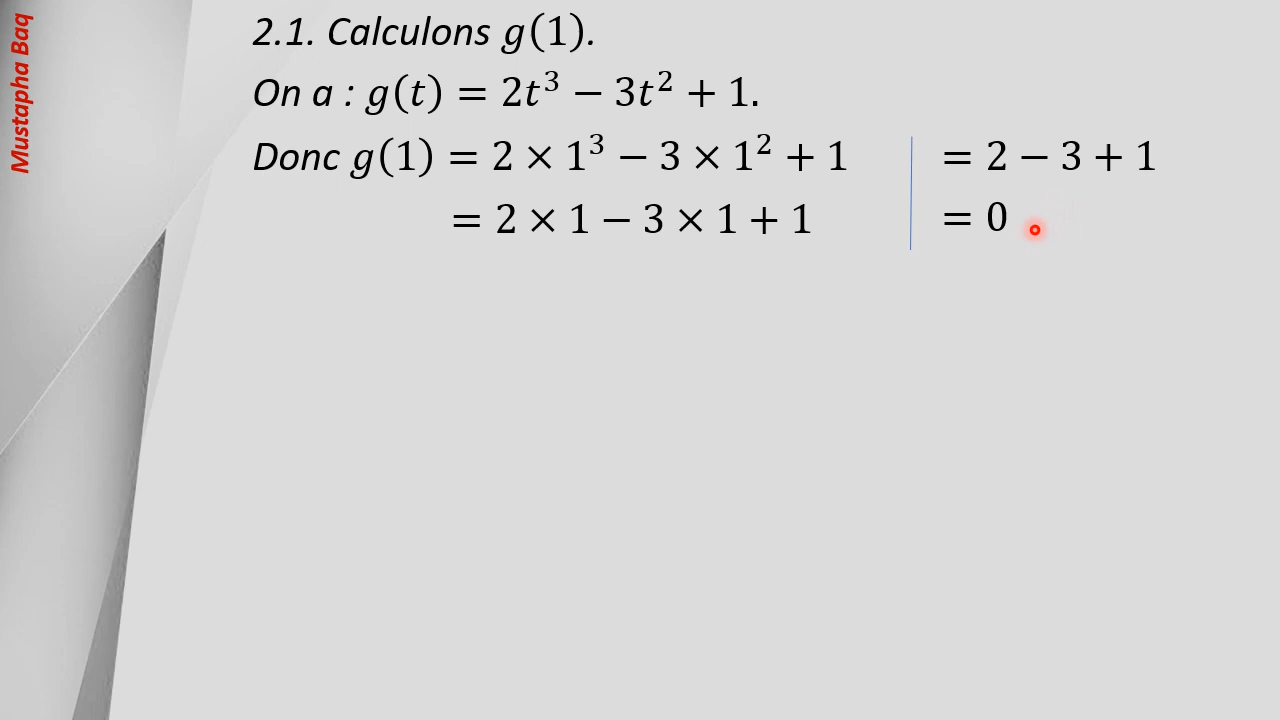 Mustapha Baq
2.1. Calculons g(1).
On a : g(t) = 2t³ − 3t² + 1.
Donc g(1) = 2 × 1³ − 3 × 1² + 1
= 2 × 1 − 3 × 1 + 1
= 2 − 3 + 1
= 0